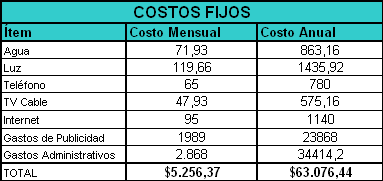 COSTOS FIJOS
Ítem Costo Mensual Costo Anual
Agua 71,93 863,16
Luz 119,66 1435,92
Teléfono 65 780
TV Cable 47,93 575,16
Internet 95 1140
Gastos de Publicidad 1989 23868
Gastos Administrativos 2.868 34414,2
TOTAL $5.256,37 $63.076,44